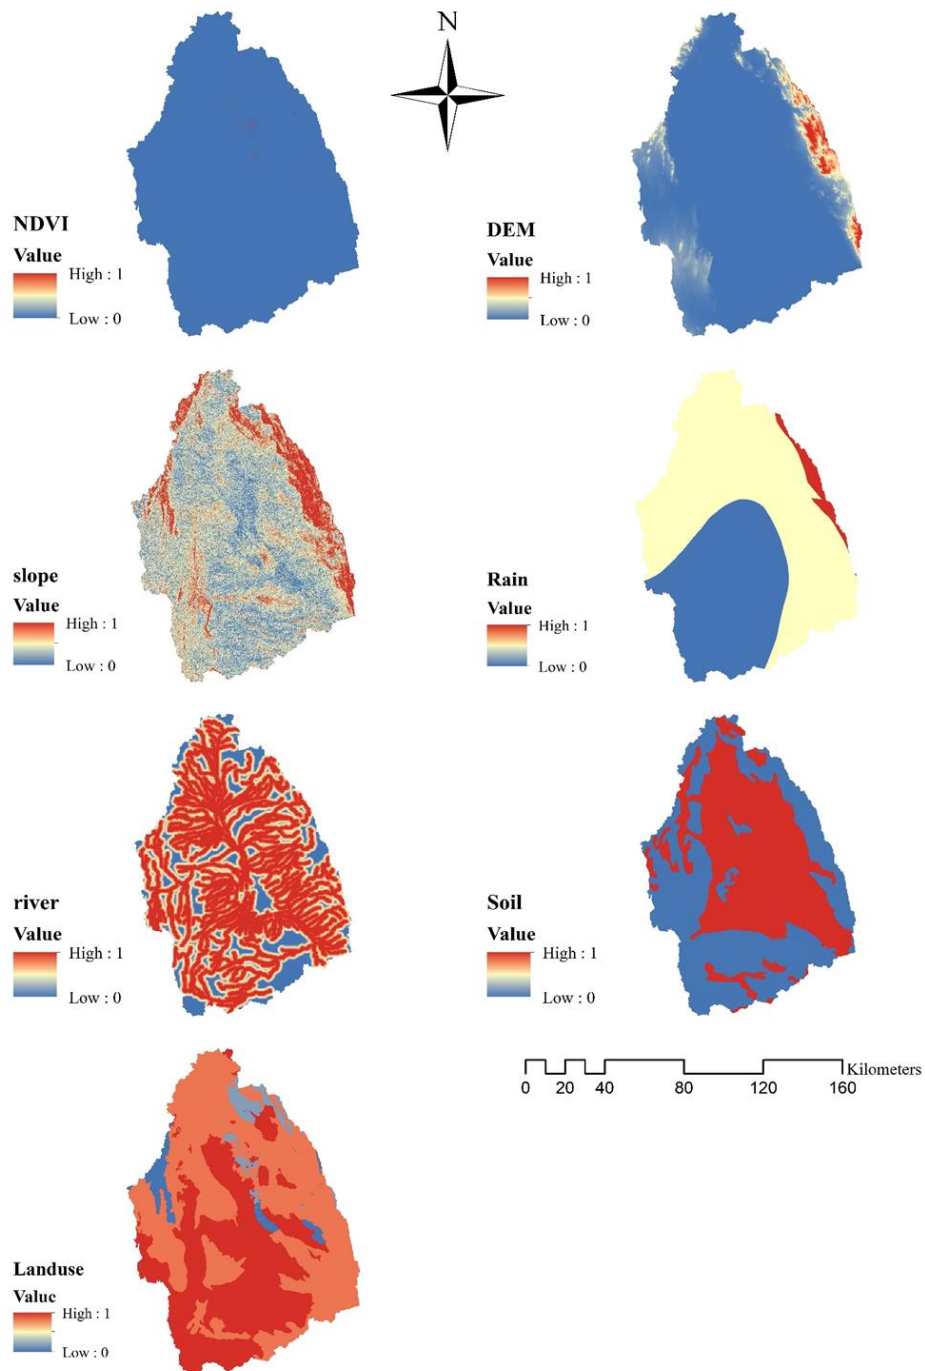 N
NDVI
Value
High : 1
Low : 0
DEM
Value
High : 1
Low : 0
slope
Value
High : 1
Low : 0
Rain
Value
High : 1
Low : 0
river
Value
High : 1
Low : 0
Soil
Value
High : 1
Low : 0
Kilometers
0 20 40 80 120 160
Landuse
Value
High : 1
Low : 0